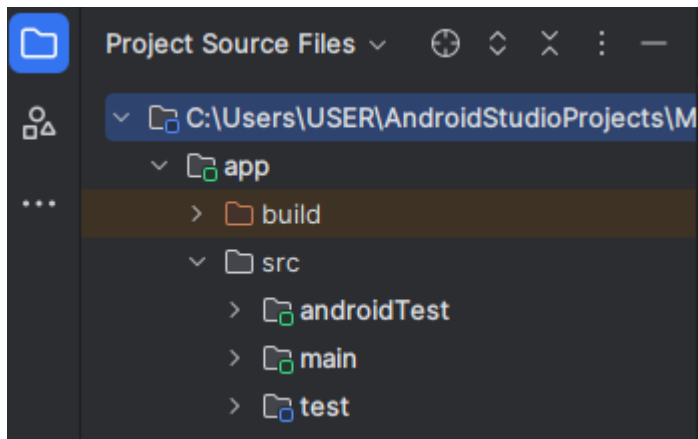 Project Source Files
C:\Users\USER\AndroidStudioProjects\M
app
build
src
androidTest
main
test